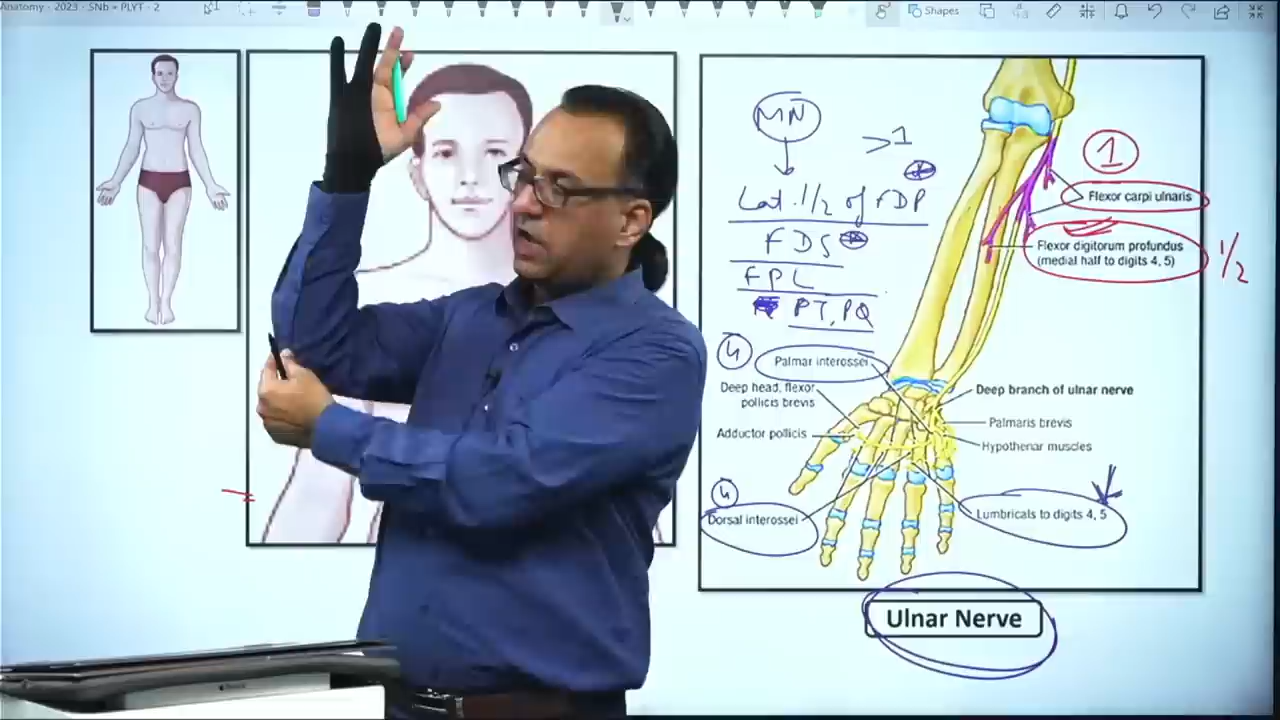 Anatomy - 2023 - SNb + PLYT - 2
Shapes
MN
>1
Lat. 1/2 of FDP
FDS
FPL
PT, PQ
1
Flexor carpi ulnaris
Flexor digitorum profundus
(medial half to digits 4, 5)
1/2
4
Palmar interossei
Deep head, flexor
pollicis brevis
Adductor pollicis
4
Dorsal interossei
Deep branch of ulnar nerve
Palmaris brevis
Hypothenar muscles
Lumbricals to digits 4, 5
Ulnar Nerve